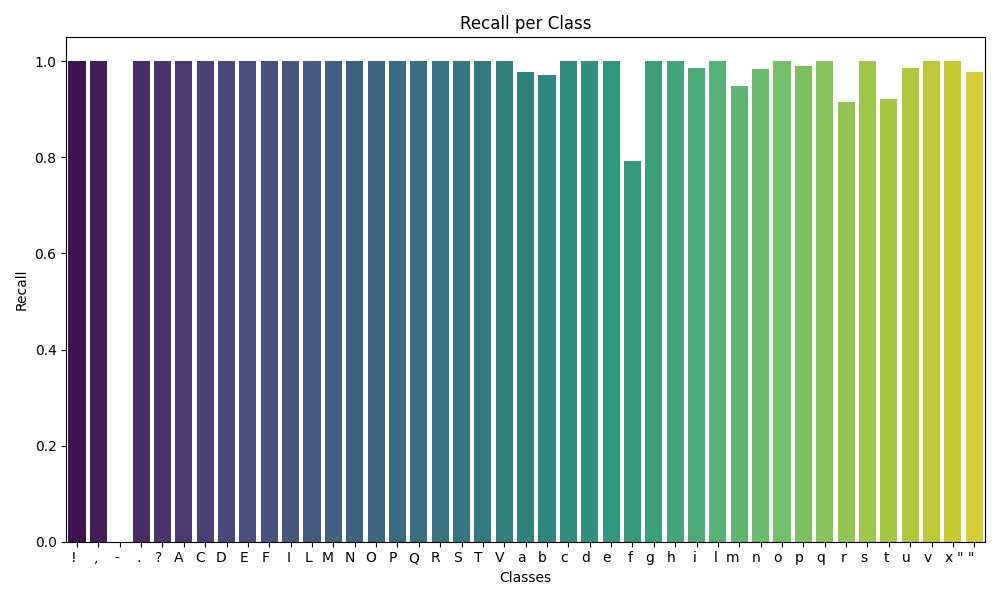 Recall per Class
1.0
0.8
0.6
0.4
0.2
0.0
Recall
! , - . ? A C D E F I L M N O P Q R S T V a b c d e f g h i l m n o p q r s t u v x " "
Classes